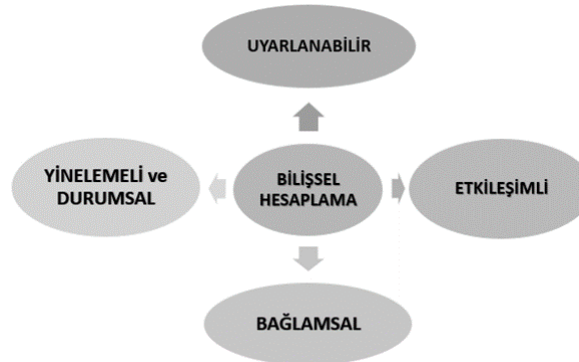 UYARLANABİLİR
YİNELEMELİ ve
DURUMSAL
BİLİŞSEL
HESAPLAMA
ETKİLEŞİMLİ
BAĞLAMSAL